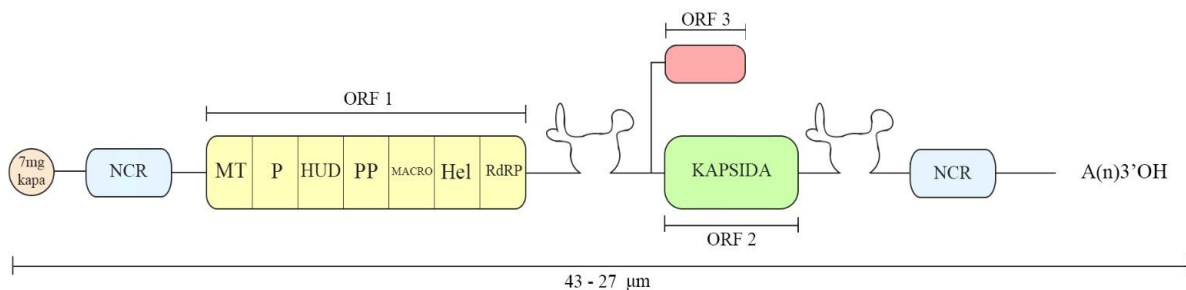 ORF 3
ORF 1
7mg
kapa
NCR
MT
P
HUD
PP
MACRO
Hel
RdRP
KAPSIDA
NCR
A(n)3’OH
ORF 2
43 - 27 μm